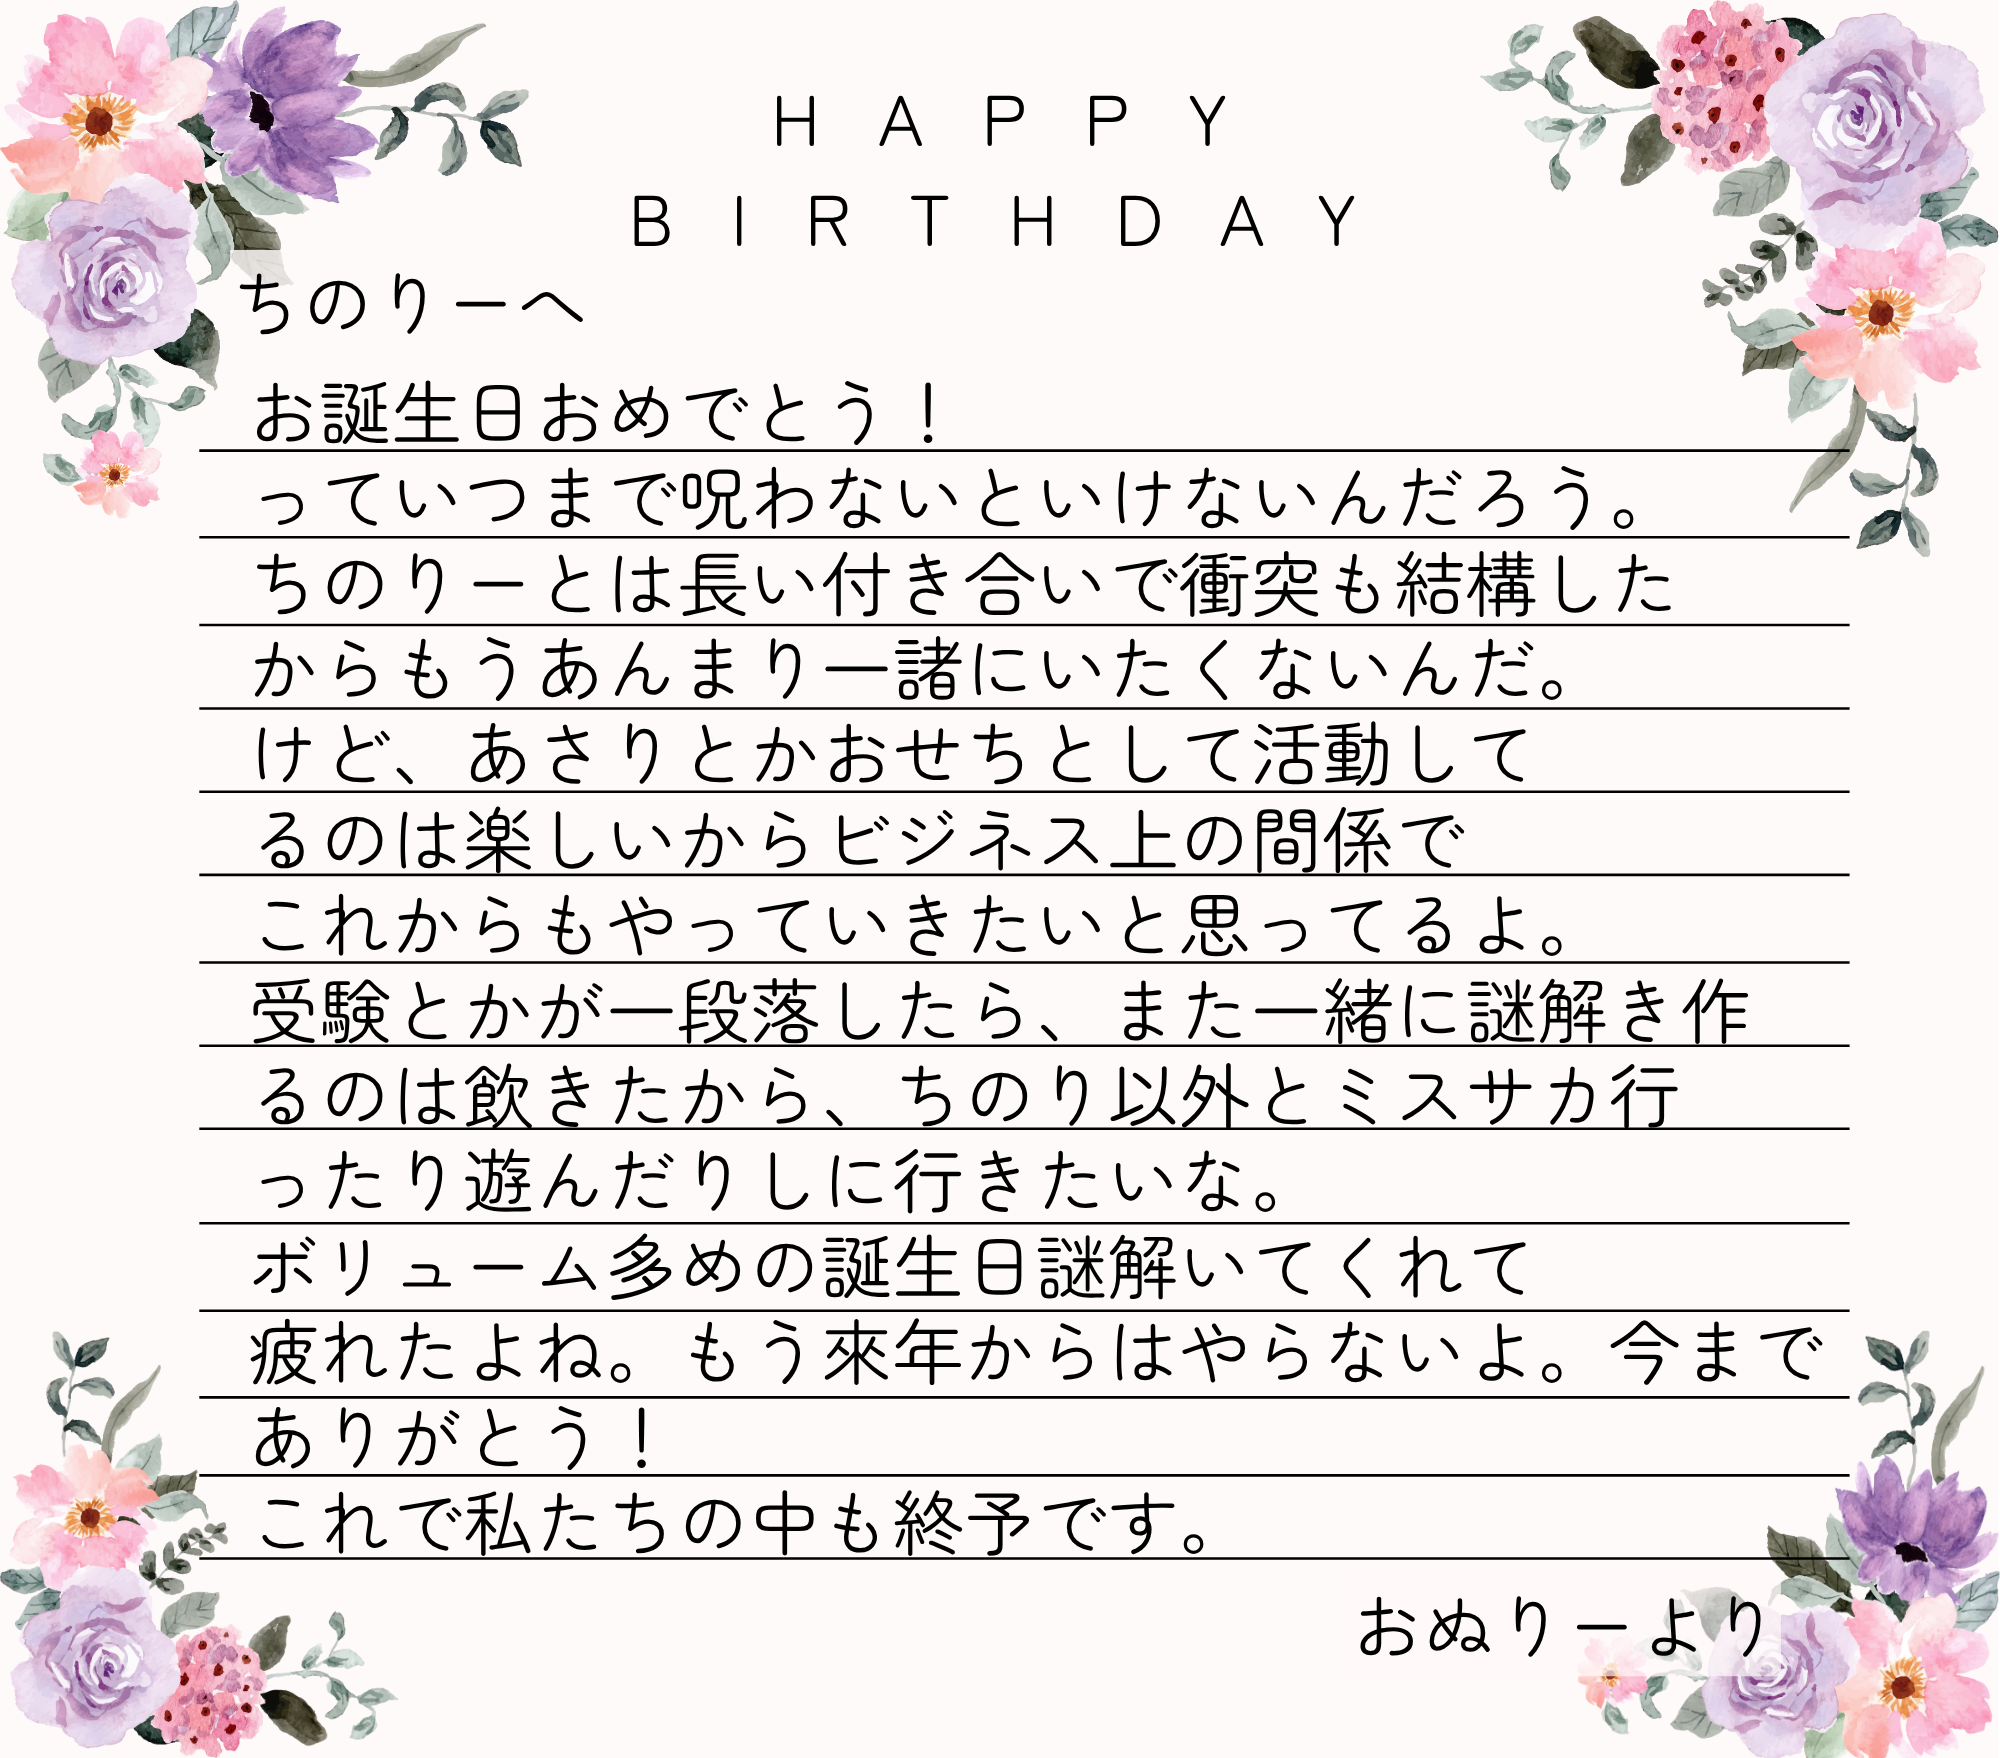 HAPPY
BIRTHDAY
ちのりーへ
お誕生日おめでとう！
っていつまで呪わないといけないんだろう。
ちのりーとは長い付き合いで衝突も結構した
からもうあんまり一諸にいたくないんだ。
けど、あさりとかおせちとして活動して
るのは楽しいからビジネス上の間係で
これからもやっていきたいと思ってるよ。
受験とかが一段落したら、また一緒に謎解き作
るのは飲きたから、ちのり以外とミスサカ行
ったり遊んだりしに行きたいな。
ボリューム多めの誕生日謎解いてくれて
疲れたよね。もう來年からはやらないよ。今まで
ありがとう！
これで私たちの中も終予です。
おぬりーより